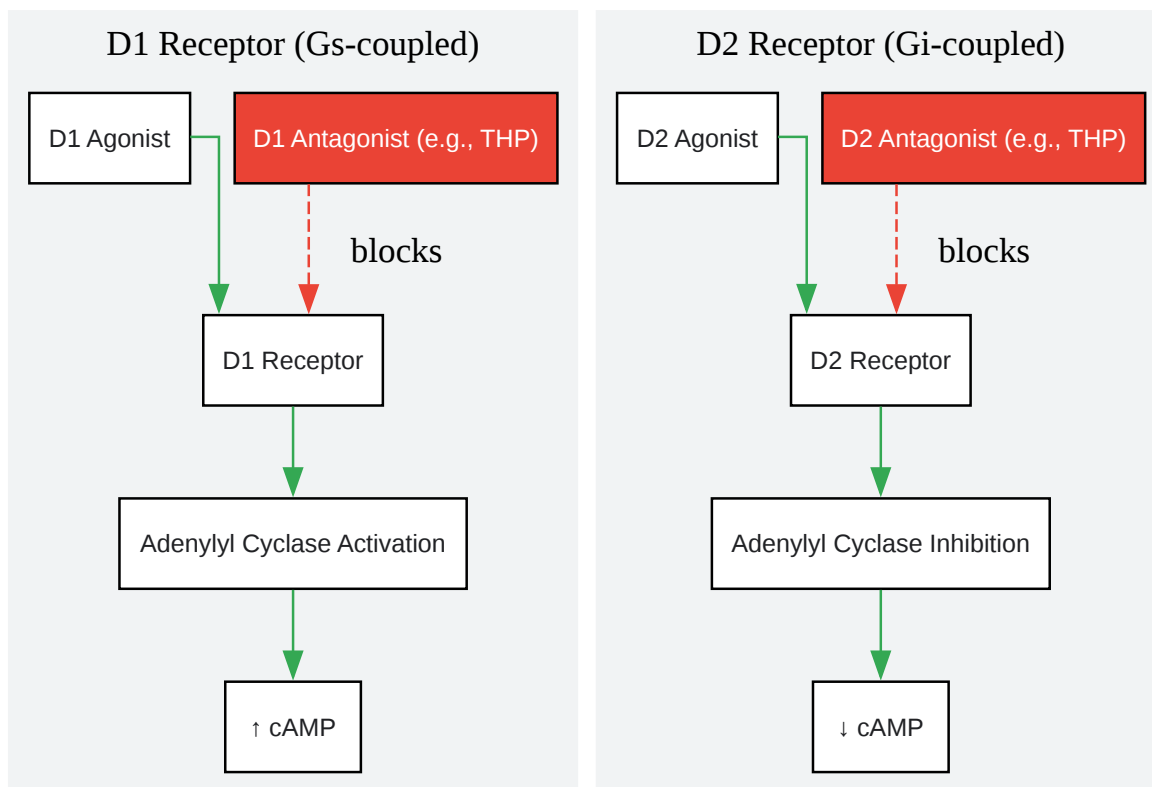 D1 Receptor (Gs-coupled)
D1 Agonist
D1 Antagonist (e.g., THP)
blocks
D1 Receptor
Adenylyl Cyclase Activation
↑ cAMP
D2 Receptor (Gi-coupled)
D2 Agonist
D2 Antagonist (e.g., THP)
blocks
D2 Receptor
Adenylyl Cyclase Inhibition
↓ cAMP